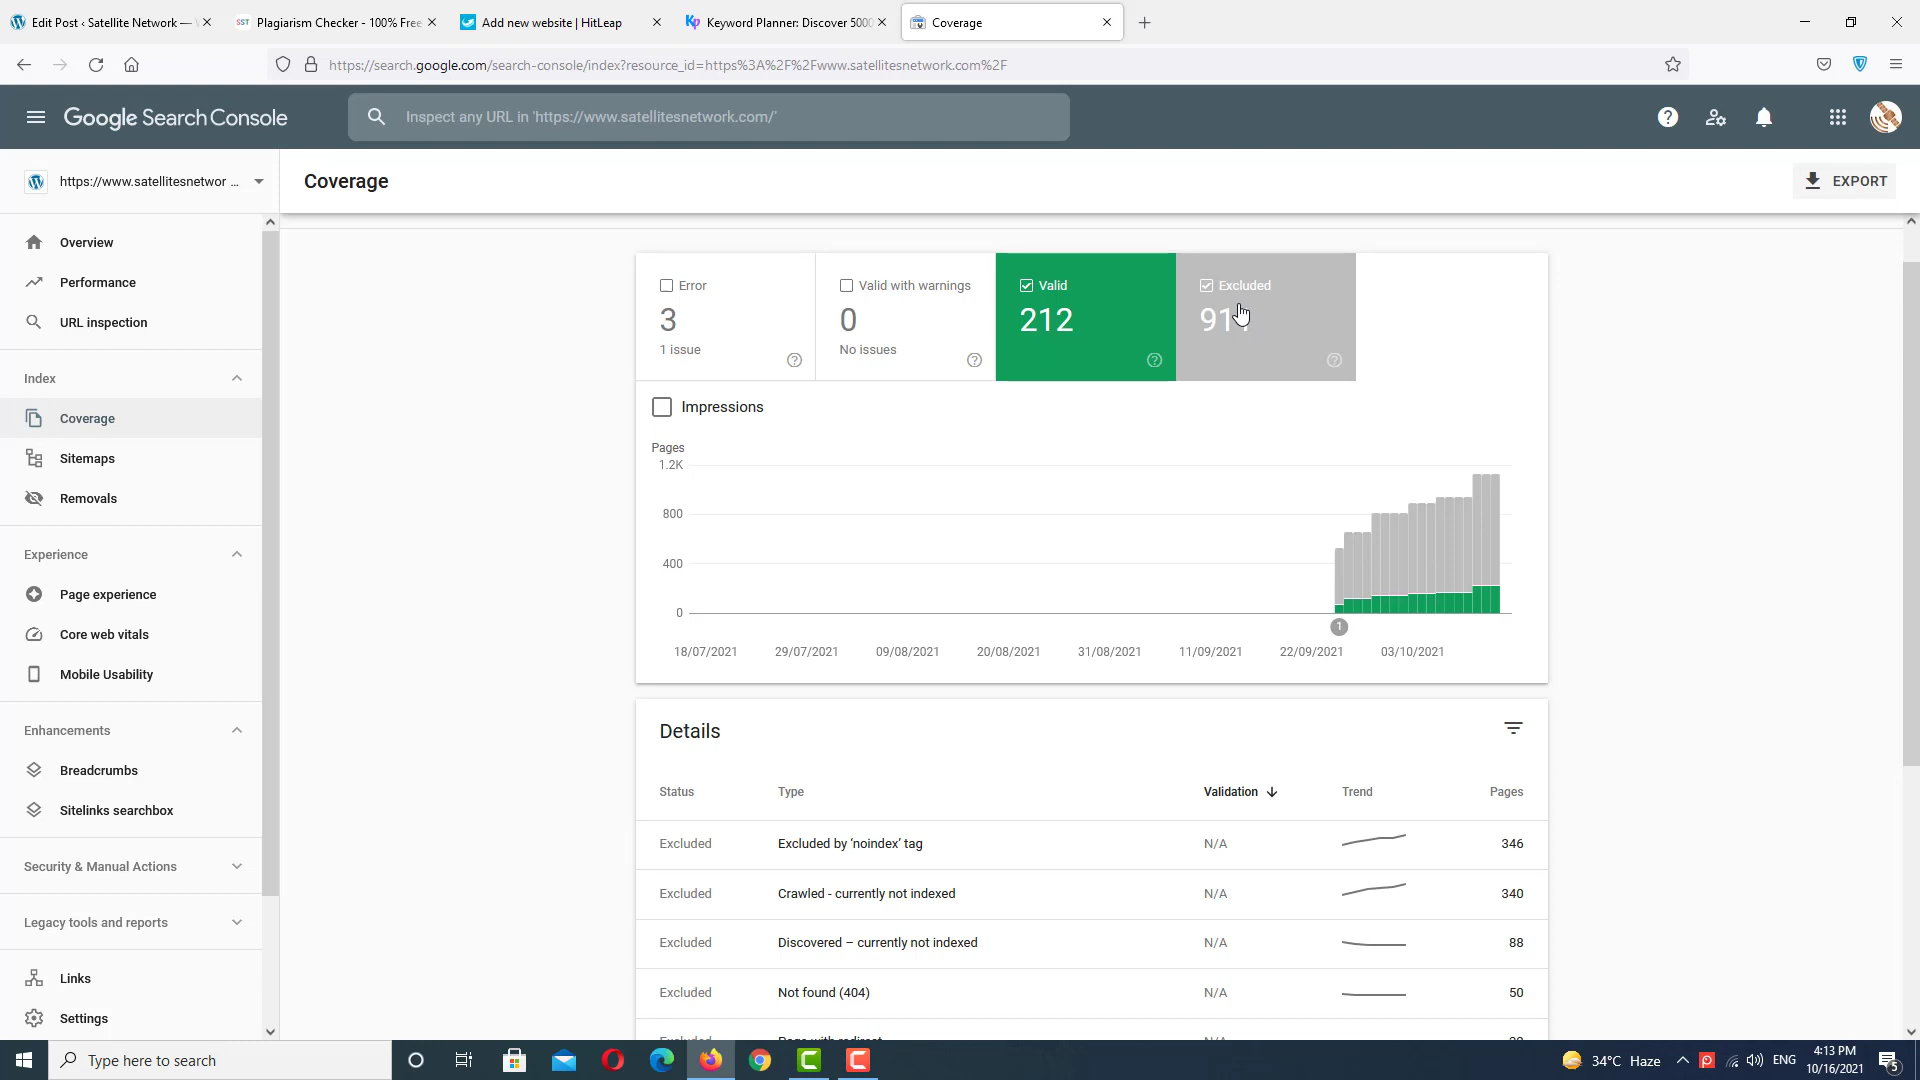 Edit Post ‹ Satellite Network —
Plagiarism Checker - 100% Free
Add new website | HitLeap
Keyword Planner: Discover 5000
Coverage
https://search.google.com/search-console/index?resource_id=https%3A%2F%2Fwww.satellitesnetwork.com%2F
Google Search Console
Inspect any URL in 'https://www.satellitesnetwork.com/'
https://www.satellitesnetwor ...
Coverage
EXPORT
Overview
Performance
URL inspection
Index
Coverage
Sitemaps
Removals
Experience
Page experience
Core web vitals
Mobile Usability
Enhancements
Breadcrumbs
Sitelinks searchbox
Security & Manual Actions
Legacy tools and reports
Links
Settings
Error
3
1 issue
Valid with warnings
0
No issues
Valid
212
Excluded
Impressions
Pages
1.2K
800
400
0
1
18/07/2021 29/07/2021 09/08/2021 20/08/2021 31/08/2021 11/09/2021 22/09/2021 03/10/2021
Details
Status Type Validation Trend Pages
Excluded Excluded by ‘noindex’ tag N/A 346
Excluded Crawled - currently not indexed N/A 340
Excluded Discovered – currently not indexed N/A 88
Excluded Not found (404) N/A 50
Type here to search
34°C Haze
ENG
4:13 PM
10/16/2021
5